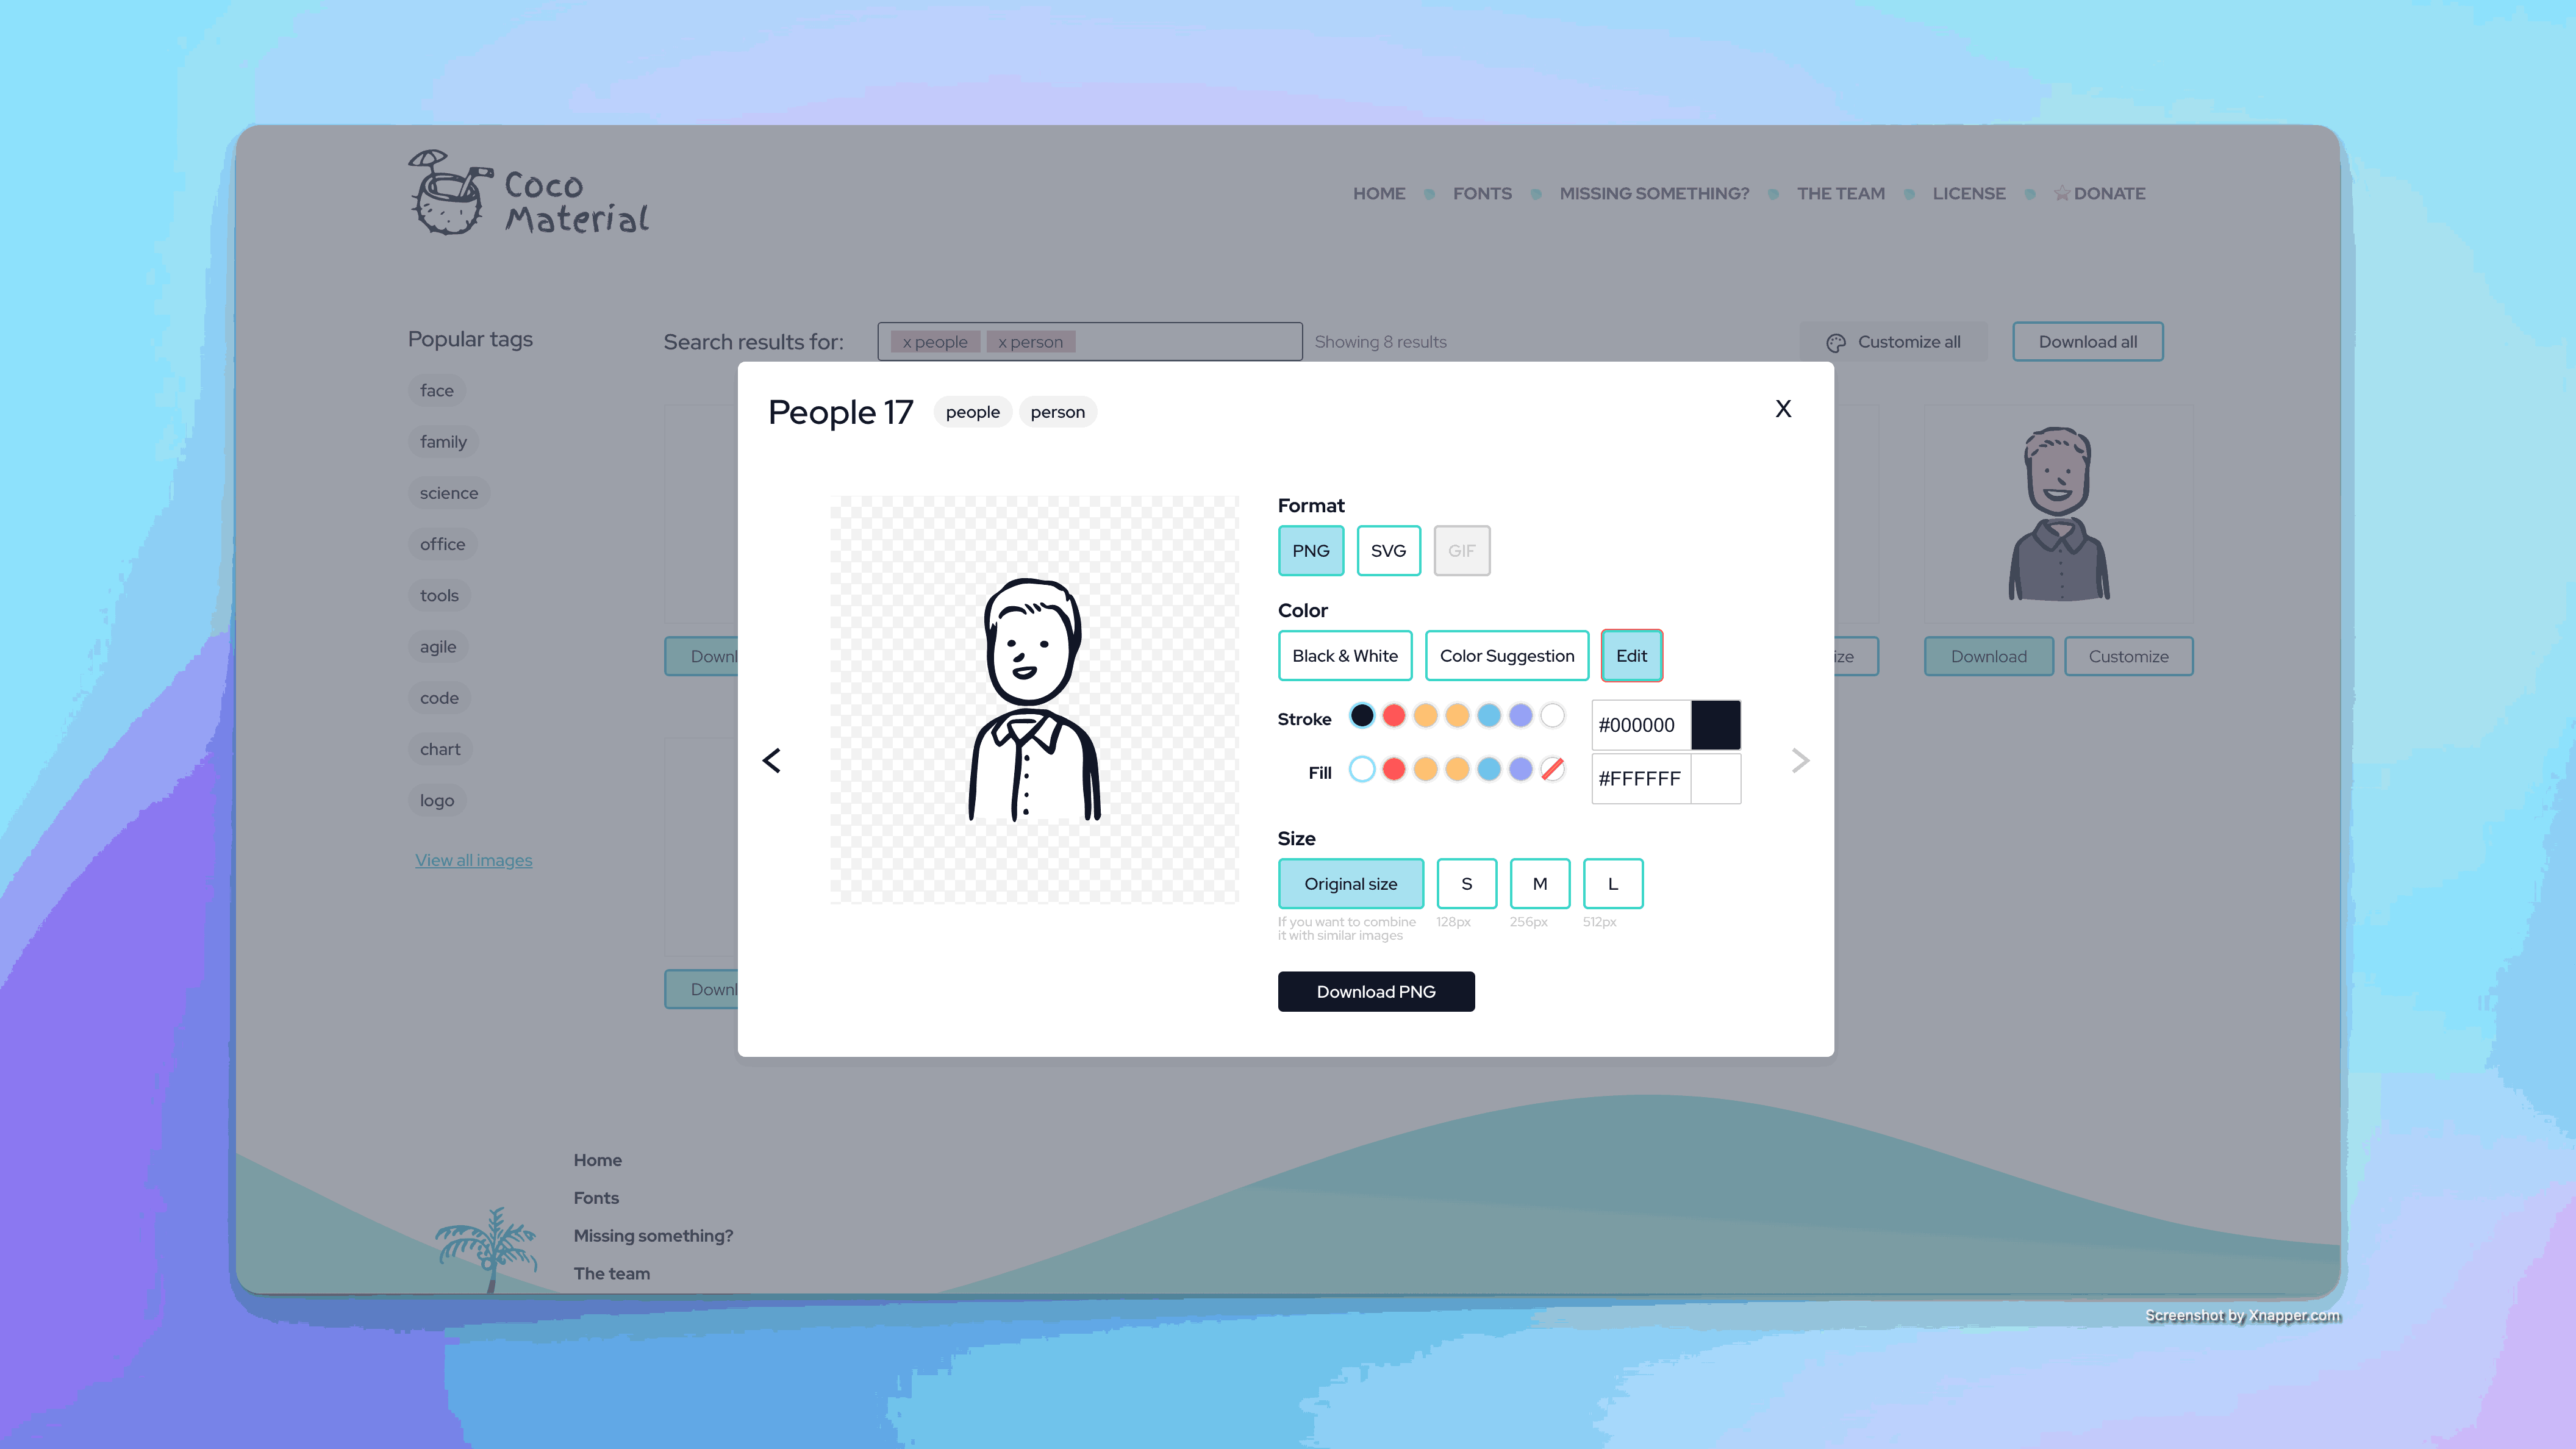 Coco
Material
HOME
FONTS
MISSING SOMETHING?
THE TEAM
LICENSE
DONATE
Popular tags
face
family
science
office
tools
agile
code
chart
logo
View all images
Search results for:
x people
x person
Showing 8 results
Customize all
Download all
Downl
Downl
ize
Download
Customize
People 17
people
person
X
Format
PNG
SVG
GIF
Color
Black & White
Color Suggestion
Edit
Stroke
#000000
Fill
#FFFFFF
Size
Original size
S
M
L
If you want to combine
it with similar images
128px
256px
512px
Download PNG
Home
Fonts
Missing something?
The team
Screenshot by Xnapper.com